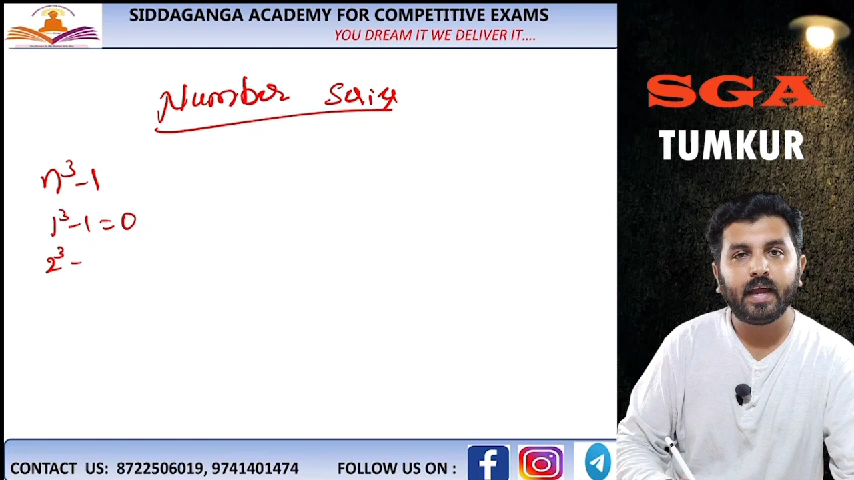 SIDDAGANGA ACADEMY FOR COMPETITIVE EXAMS
YOU DREAM IT WE DELIVER IT....
SGA
TUMKUR
Number Series
n³-1
1³-1=0
2³-
CONTACT US: 8722506019, 9741401474 FOLLOW US ON :